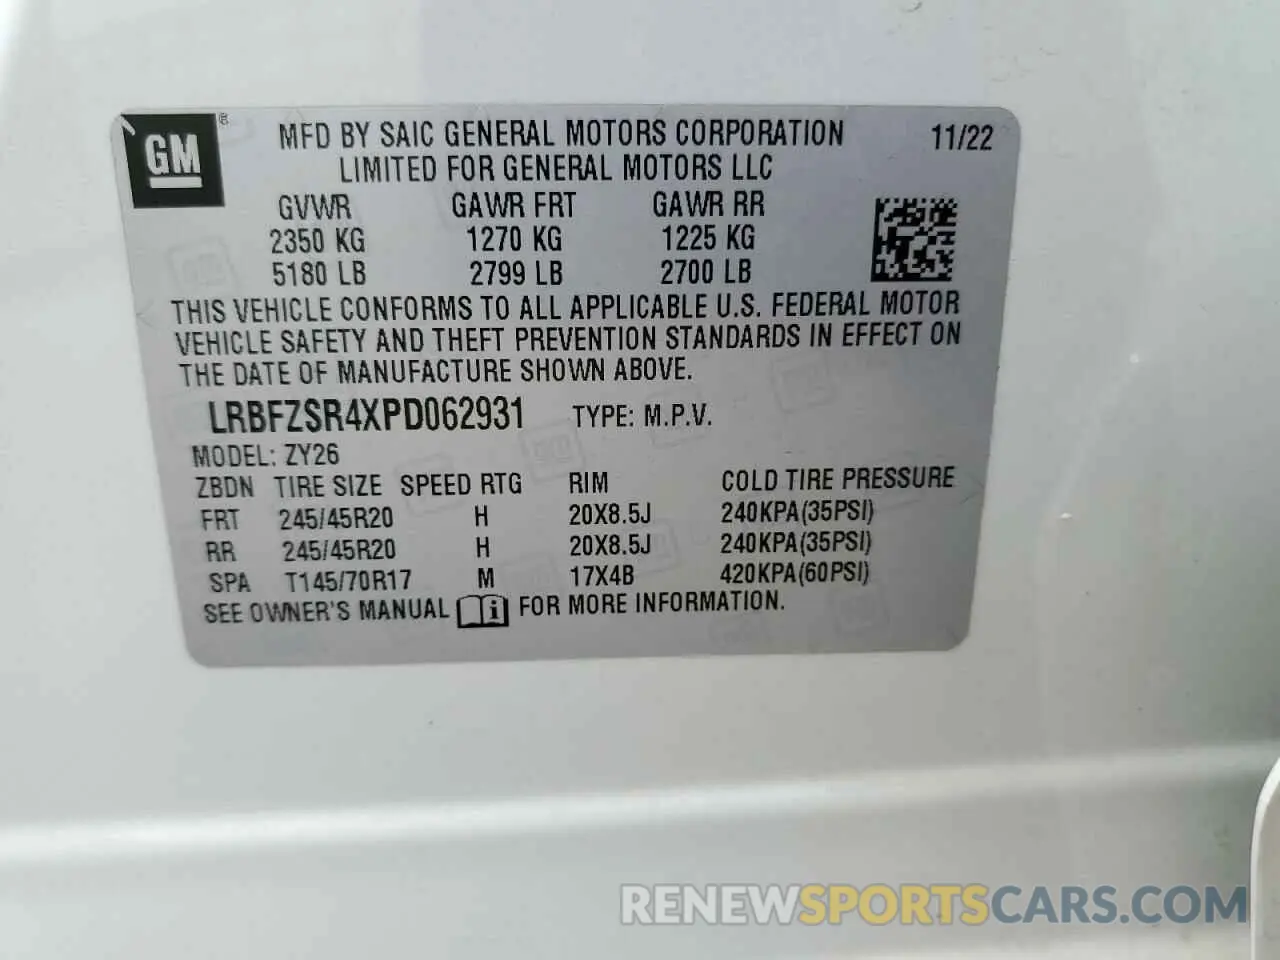 GM ® MFD BY SAIC GENERAL MOTORS CORPORATION 11/22
LIMITED FOR GENERAL MOTORS LLC
GVWR GAWR FRT GAWR RR
2350 KG 1270 KG 1225 KG
5180 LB 2799 LB 2700 LB
THIS VEHICLE CONFORMS TO ALL APPLICABLE U.S. FEDERAL MOTOR
VEHICLE SAFETY AND THEFT PREVENTION STANDARDS IN EFFECT ON
THE DATE OF MANUFACTURE SHOWN ABOVE.
LRBFZSR4XPD062931 TYPE: M.P.V.
MODEL: ZY26
ZBDN TIRE SIZE SPEED RTG RIM COLD TIRE PRESSURE
FRT 245/45R20 H 20X8.5J 240KPA(35PSI)
RR 245/45R20 H 20X8.5J 240KPA(35PSI)
SPA T145/70R17 M 17X4B 420KPA(60PSI)
SEE OWNER'S MANUAL i FOR MORE INFORMATION.
RENEWSPORTSCARS.COM